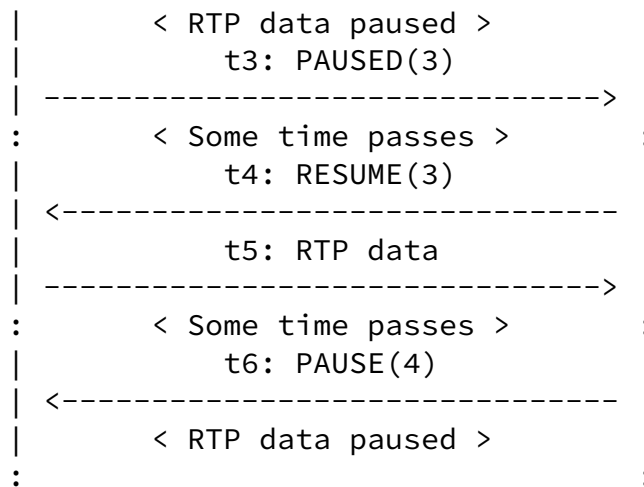 |       < RTP data paused >
|           t3: PAUSED(3)
| ------------------------------->
:       < Some time passes >       :
|           t4: RESUME(3)
| <-------------------------------
|           t5: RTP data
| ------------------------------->
:       < Some time passes >       :
|           t6: PAUSE(4)
| <-------------------------------
|       < RTP data paused >
:                                  :